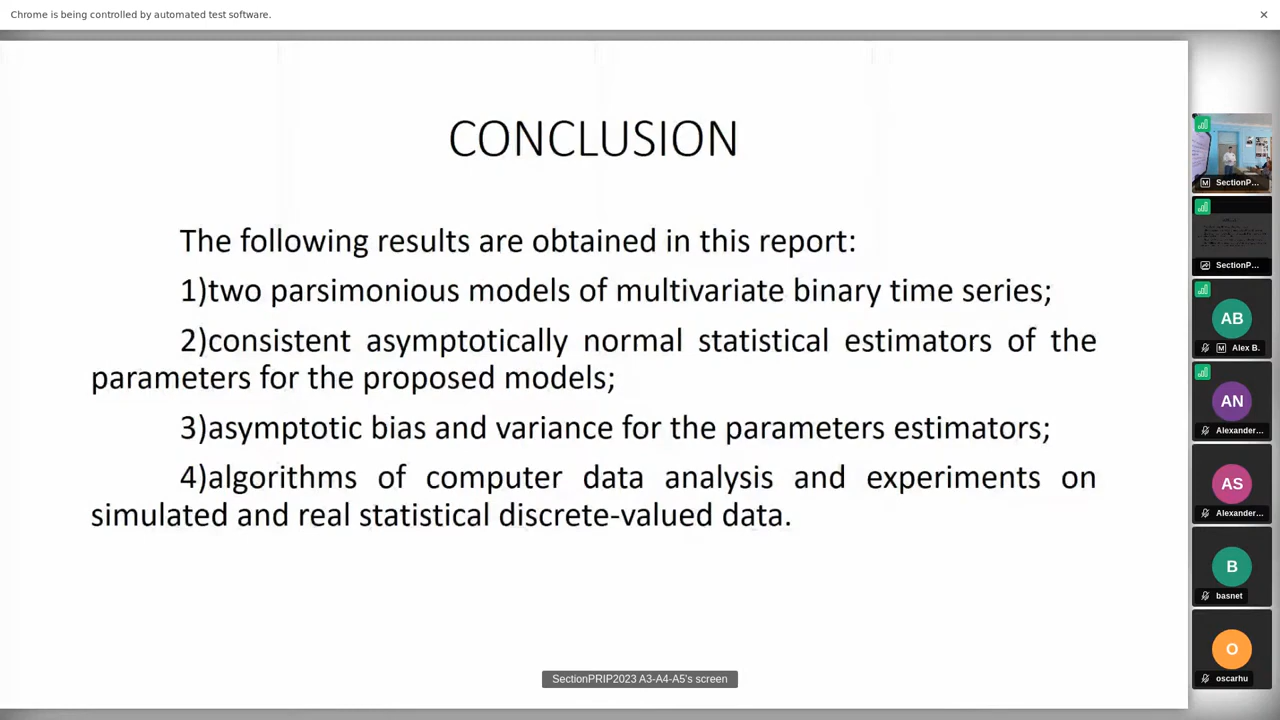 Chrome is being controlled by automated test software.
CONCLUSION
The following results are obtained in this report:
1)two parsimonious models of multivariate binary time series;
2)consistent asymptotically normal statistical estimators of the
parameters for the proposed models;
3)asymptotic bias and variance for the parameters estimators;
4)algorithms of computer data analysis and experiments on
simulated and real statistical discrete-valued data.
SectionPRIP2023 A3-A4-A5's screen
SectionP...
SectionP...
AB
Alex B.
AN
Alexander...
AS
Alexander...
B
basnet
O
oscarhu